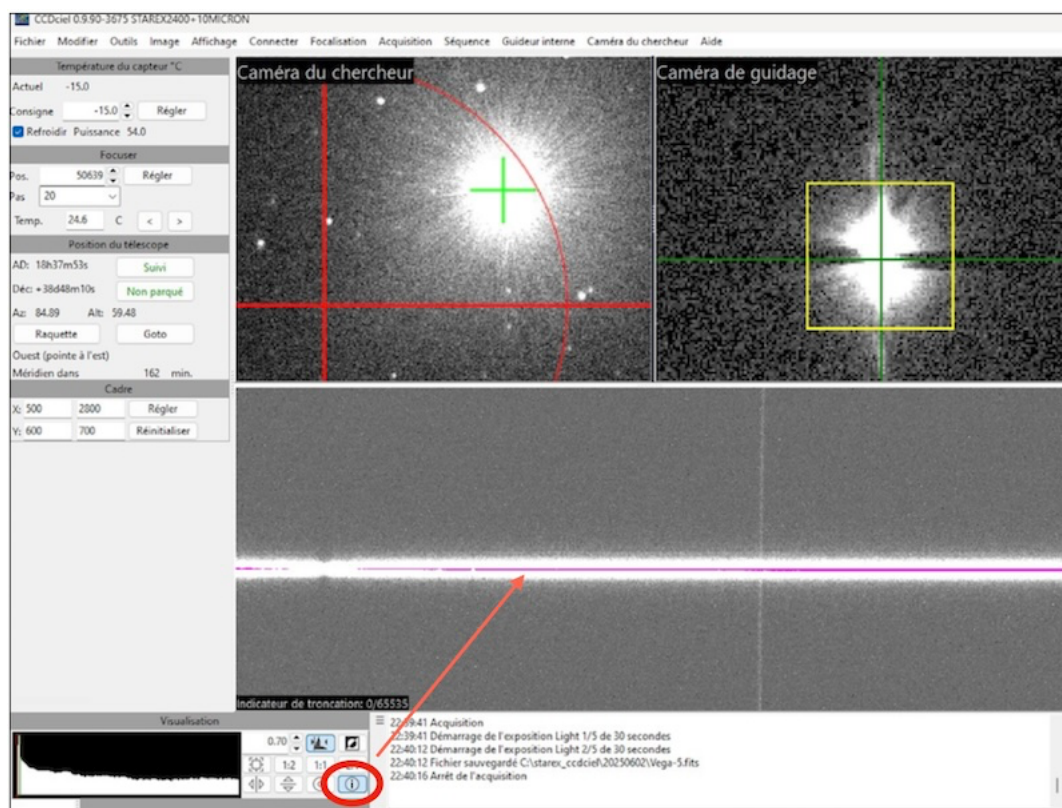 CCDciel 0.9.90-3675 STAREX2400+10MICRON
Fichier Modifier Outils Image Affichage Connecter Focalisation Acquisition Séquence Guideur interne Caméra du chercheur Aide
Température du capteur °C
Actuel -15.0
Consigne -15.0 Régler
Refroidir Puissance 54.0
Focuser
Pos. 50639 Régler
Pas 20
Temp. 24.6 C < >
Position du télescope
AD: 18h37m53s Suivi
Déc: +38d48m10s Non parqué
Az: 84.89 Alt: 59.48
Raquette Goto
Ouest (pointe à l'est)
Méridien dans 162 min.
Cadre
X: 500 2800 Régler
Y: 600 700 Réinitialiser
Caméra du chercheur
Caméra de guidage
Indicateur de troncation: 0/65535
Visualisation
0.70
1:2 1:1
22:39:41 Acquisition
22:39:41 Démarrage de l'exposition Light 1/5 de 30 secondes
22:40:12 Démarrage de l'exposition Light 2/5 de 30 secondes
22:40:12 Fichier sauvegardé C:\starex_ccdciel\20250602\Vega-5.fits
22:40:16 Arrêt de l'acquisition